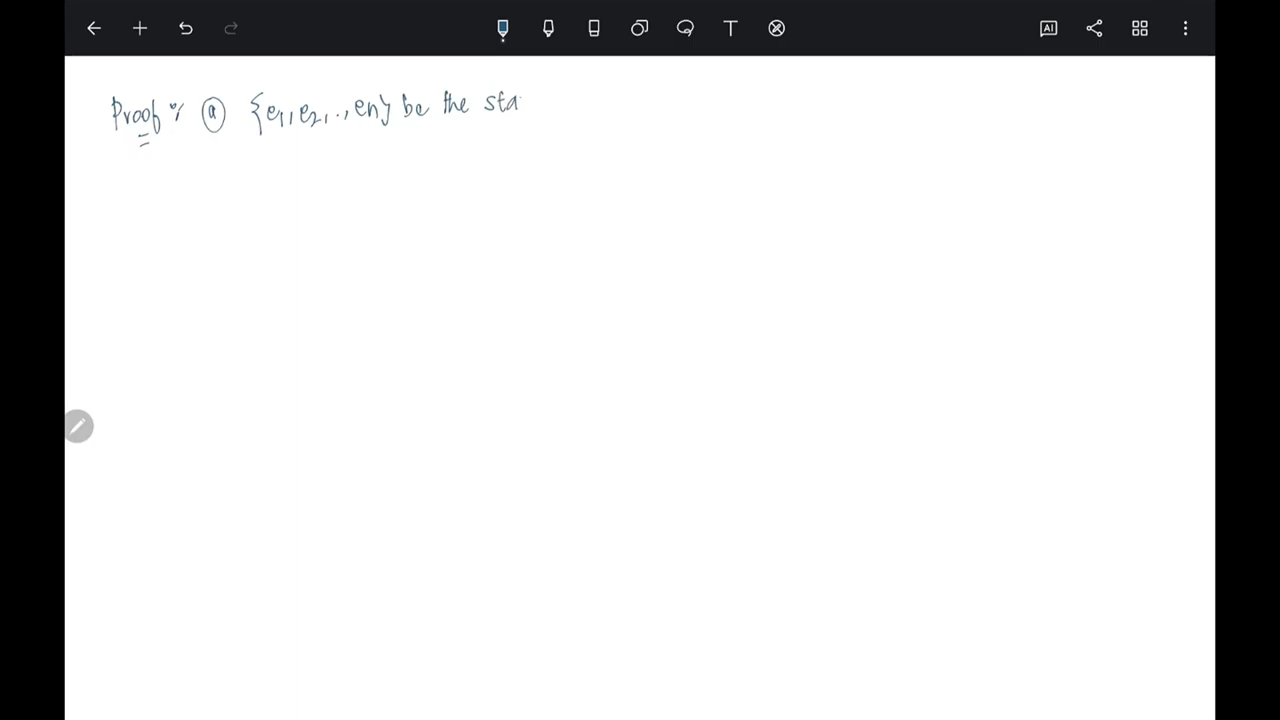 Proof : ⓐ {e1, e2, .., en} be the sta